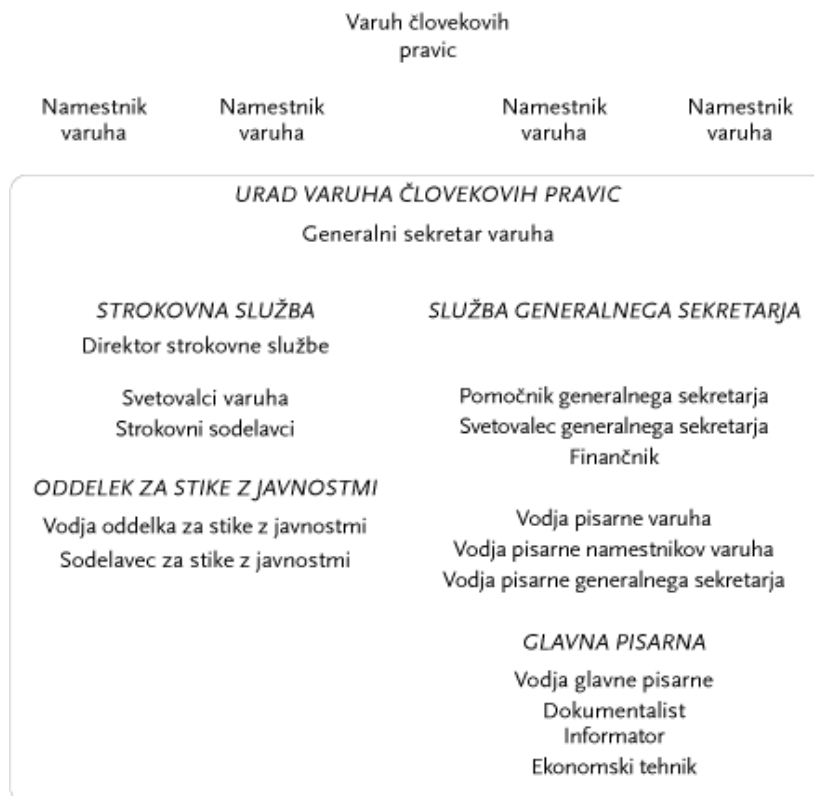 Varuh človekovih
pravic
Namestnik varuha
Namestnik varuha
Namestnik varuha
Namestnik varuha
URAD VARUHA ČLOVEKOVIH PRAVIC
Generalni sekretar varuha
STROKOVNA SLUŽBA
Direktor strokovne službe
Svetovalci varuha
Strokovni sodelavci
ODDELEK ZA STIKE Z JAVNOSTMI
Vodja oddelka za stike z javnostmi
Sodelavec za stike z javnostmi
SLUŽBA GENERALNEGA SEKRETARJA
Pomočnik generalnega sekretarja
Svetovalec generalnega sekretarja
Finančnik
Vodja pisarne varuha
Vodja pisarne namestnikov varuha
Vodja pisarne generalnega sekretarja
GLAVNA PISARNA
Vodja glavne pisarne
Dokumentalist
Informator
Ekonomski tehnik